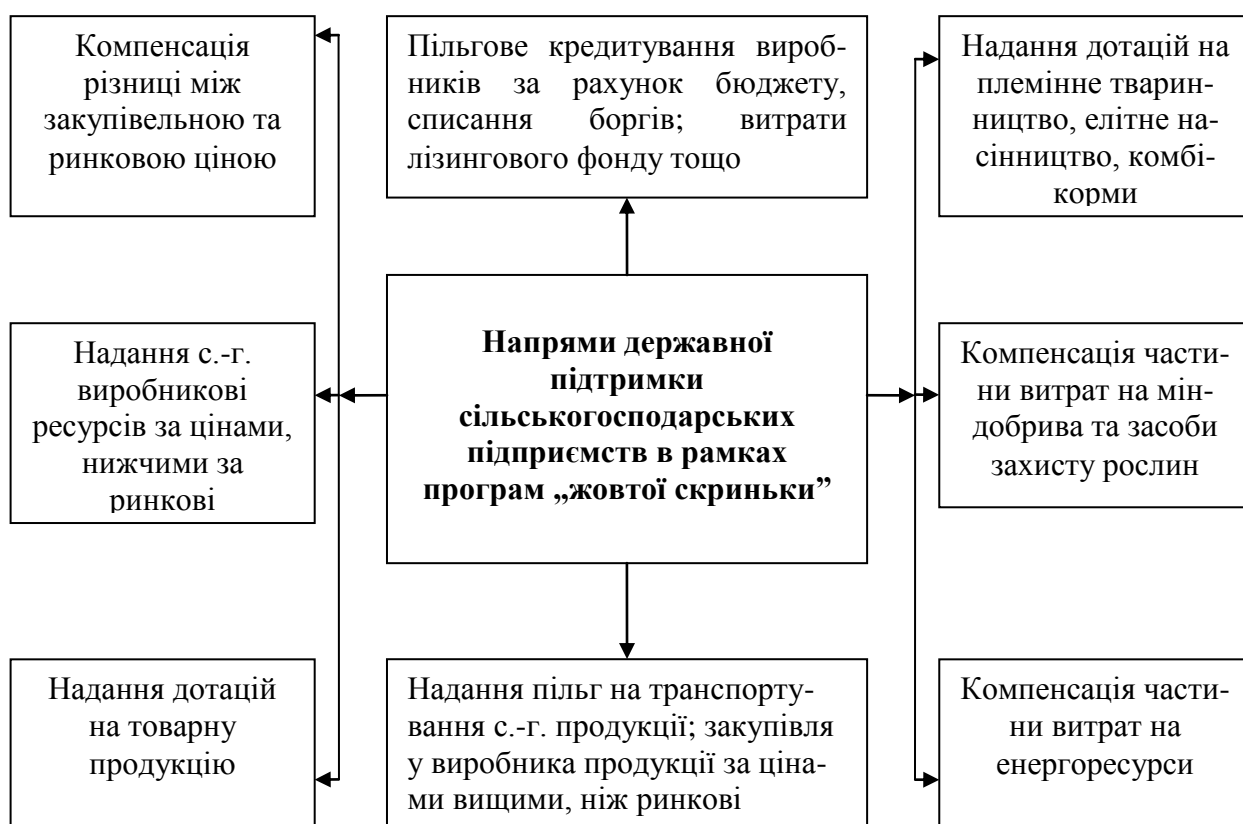 Компенсація
різниці між
закупівельною та
ринковою ціною
Пільгове кредитування вироб-
ників за рахунок бюджету,
списання боргів; витрати
лізингового фонду тощо
Надання дотацій на
племінне тварин-
ництво, елітне на-
сінництво, комбі-
корми
Надання с.-г.
виробникові
ресурсів за цінами,
нижчими за
ринкові
Напрями державної
підтримки
сільськогосподарських
підприємств в рамках
програм „жовтої скриньки”
Компенсація части-
ни витрат на мін-
добрива та засоби
захисту рослин
Надання дотацій
на товарну
продукцію
Надання пільг на транспорту-
вання с.-г. продукції; закупівля
у виробника продукції за ціна-
ми вищими, ніж ринкові
Компенсація части-
ни витрат на
енергоресурси